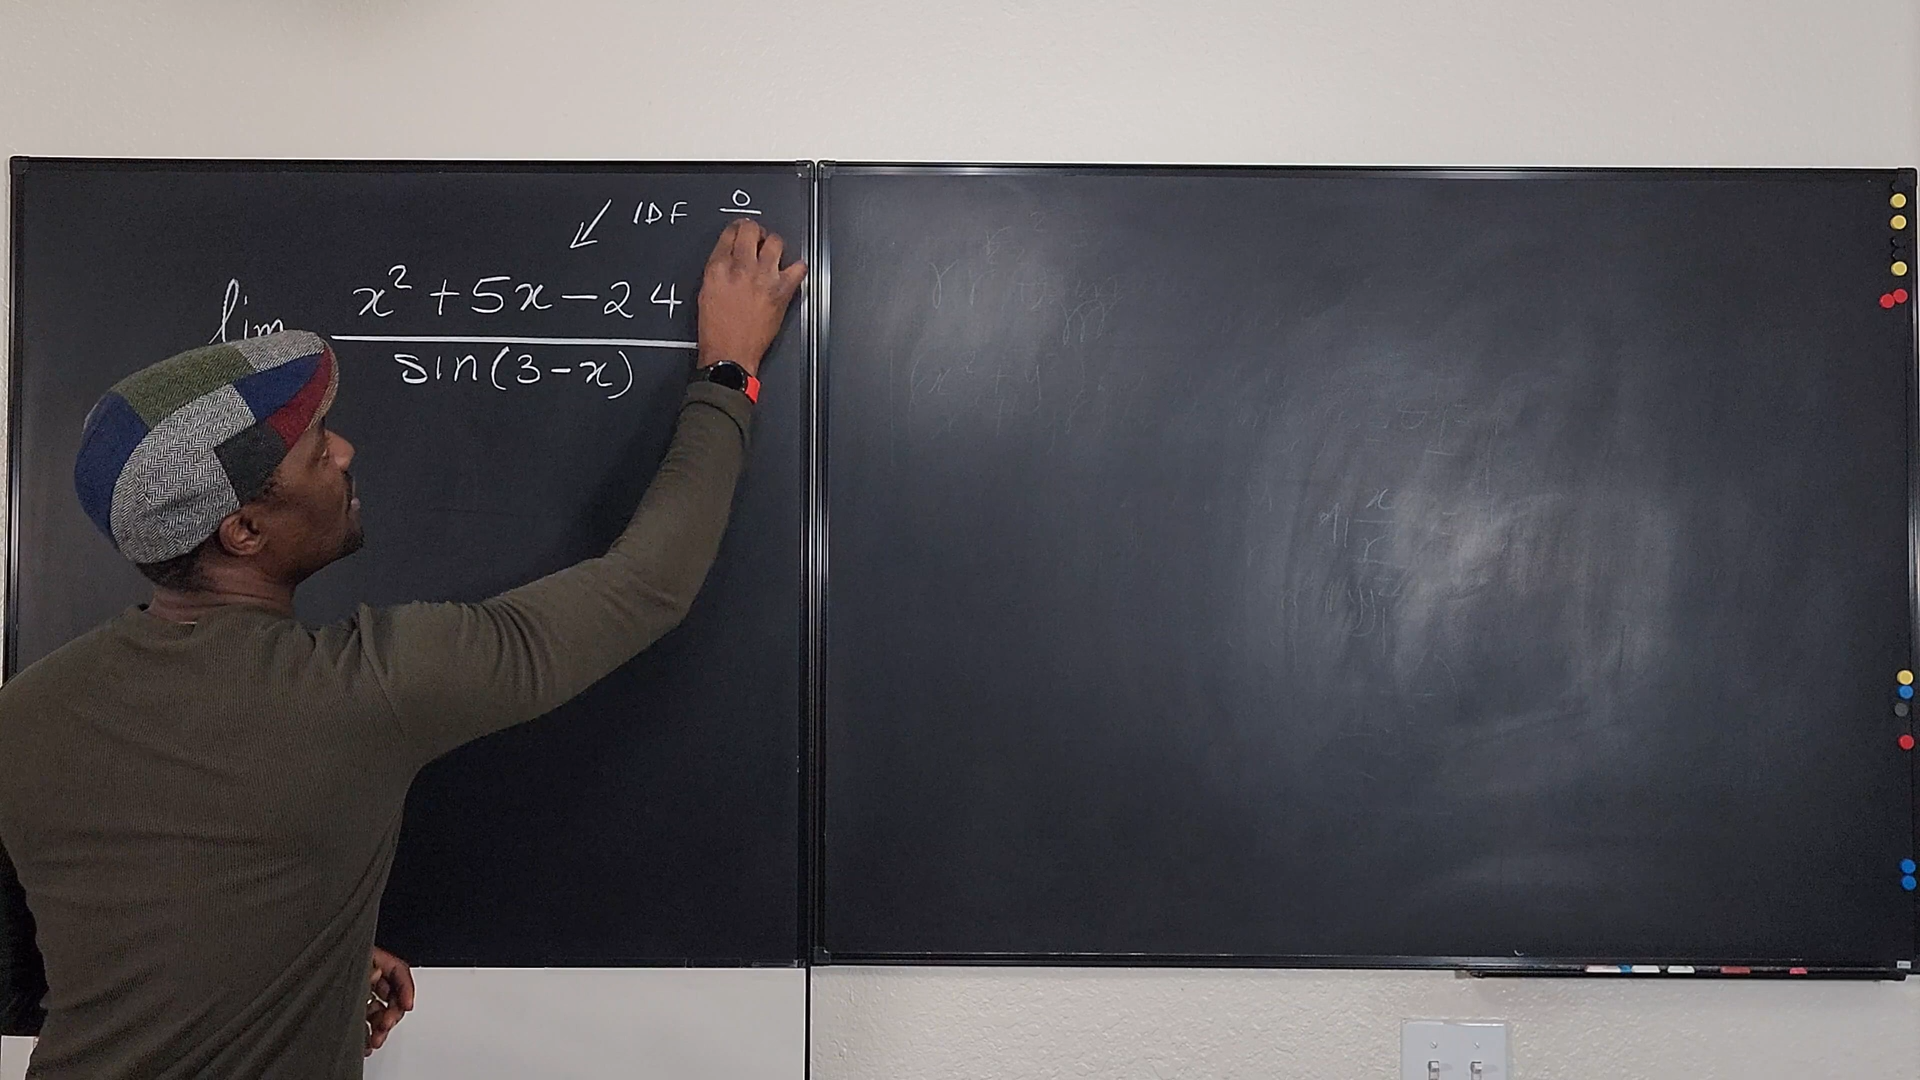 IDF 0
lim x² + 5x - 24
sin(3-x)